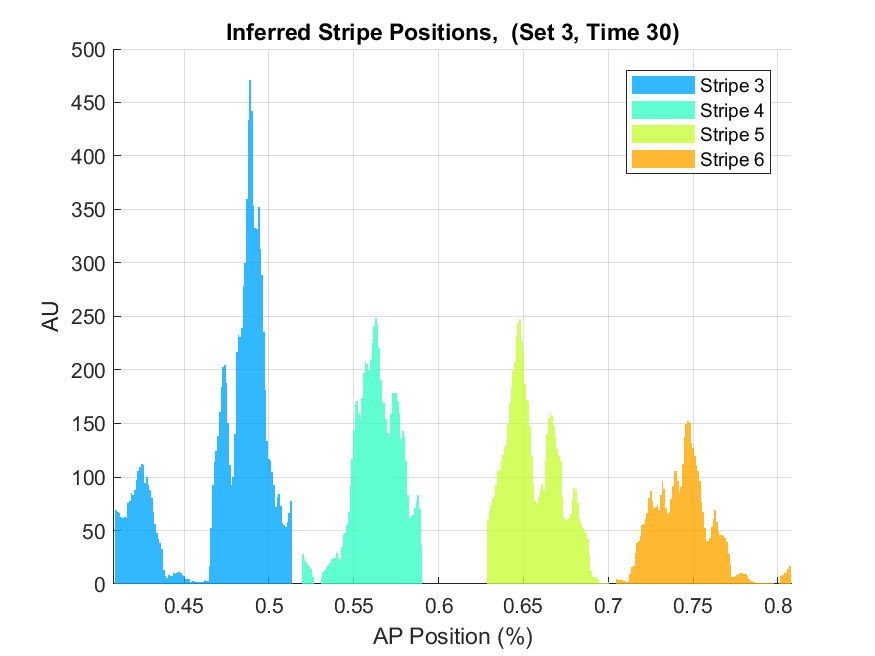 Inferred Stripe Positions,  (Set 3, Time 30)
500
450
400
350
300
250
200
150
100
50
0
AU
Stripe 3
Stripe 4
Stripe 5
Stripe 6
0.45 0.5 0.55 0.6 0.65 0.7 0.75 0.8
AP Position (%)